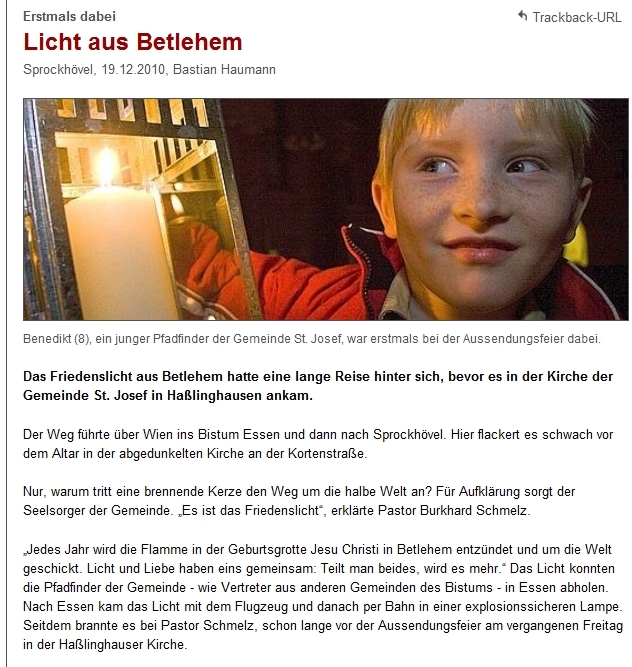 Erstmals dabei
Trackback-URL
Licht aus Betlehem
Sprockhövel, 19.12.2010, Bastian Haumann
Benedikt (8), ein junger Pfadfinder der Gemeinde St. Josef, war erstmals bei der Aussendungsfeier dabei.
Das Friedenslicht aus Betlehem hatte eine lange Reise hinter sich, bevor es in der Kirche der
Gemeinde St. Josef in Haßlinghausen ankam.
Der Weg führte über Wien ins Bistum Essen und dann nach Sprockhövel. Hier flackert es schwach vor
dem Altar in der abgedunkelten Kirche an der Kortenstraße.
Nur, warum tritt eine brennende Kerze den Weg um die halbe Welt an? Für Aufklärung sorgt der
Seelsorger der Gemeinde. „Es ist das Friedenslicht“, erklärte Pastor Burkhard Schmelz.
„Jedes Jahr wird die Flamme in der Geburtsgrotte Jesu Christi in Betlehem entzündet und um die Welt
geschickt. Licht und Liebe haben eins gemeinsam: Teilt man beides, wird es mehr.“ Das Licht konnten
die Pfadfinder der Gemeinde - wie Vertreter aus anderen Gemeinden des Bistums - in Essen abholen.
Nach Essen kam das Licht mit dem Flugzeug und danach per Bahn in einer explosionssicheren Lampe.
Seitdem brannte es bei Pastor Schmelz, schon lange vor der Aussendungsfeier am vergangenen Freitag
in der Haßlinghauser Kirche.